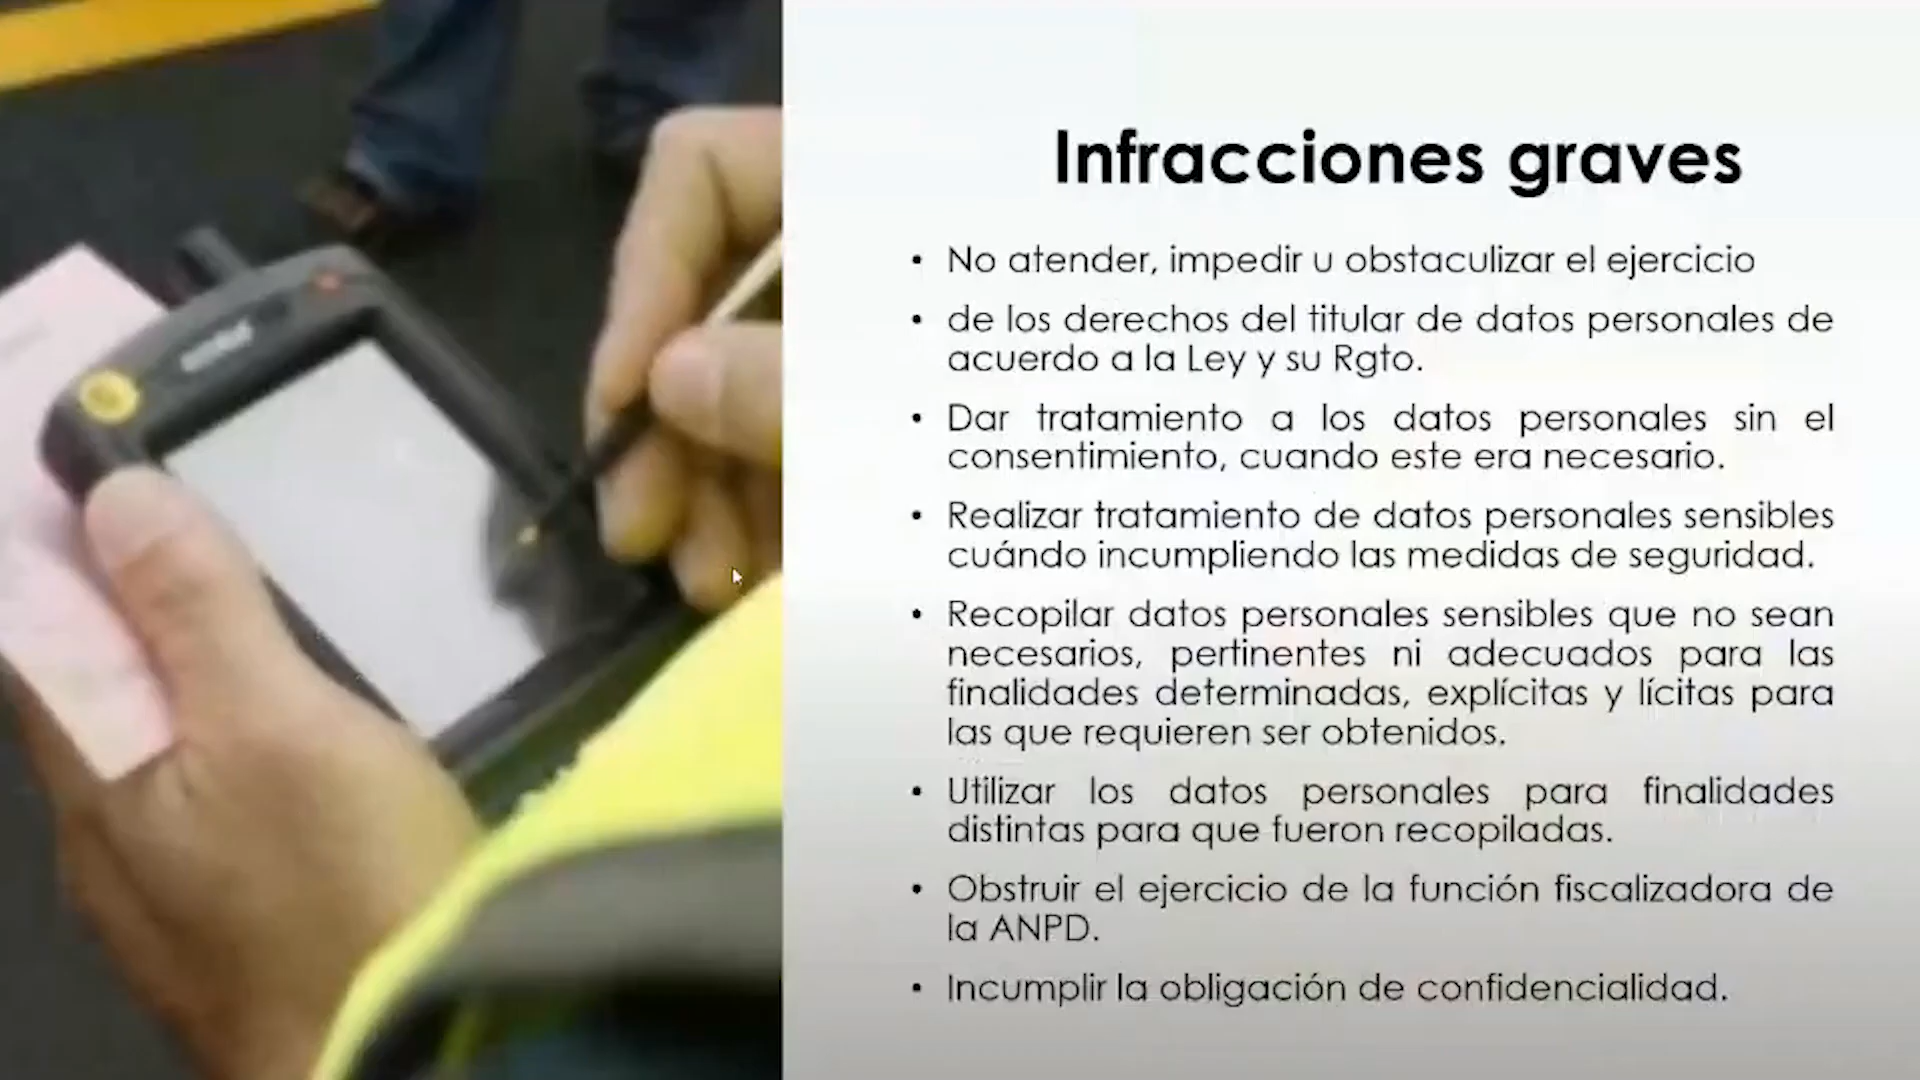 Infracciones graves
• No atender, impedir u obstaculizar el ejercicio
• de los derechos del titular de datos personales de
acuerdo a la Ley y su Rgto.
• Dar tratamiento a los datos personales sin el
consentimiento, cuando este era necesario.
• Realizar tratamiento de datos personales sensibles
cuándo incumpliendo las medidas de seguridad.
• Recopilar datos personales sensibles que no sean
necesarios, pertinentes ni adecuados para las
finalidades determinadas, explícitas y lícitas para
las que requieren ser obtenidos.
• Utilizar los datos personales para finalidades
distintas para que fueron recopiladas.
• Obstruir el ejercicio de la función fiscalizadora de
la ANPD.
• Incumplir la obligación de confidencialidad.